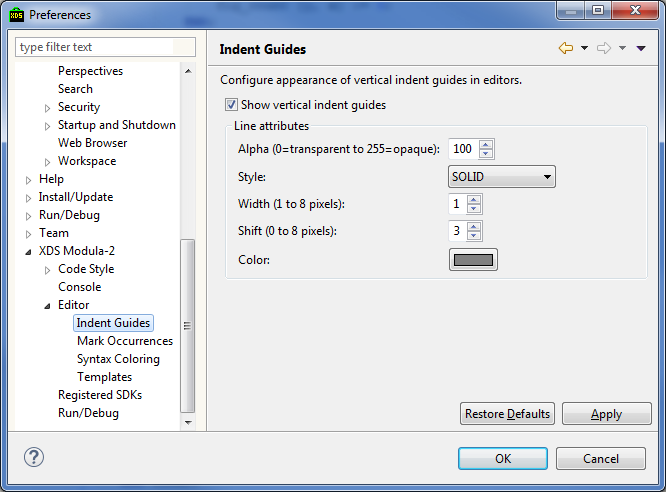 XDS
Preferences
type filter text
Perspectives
Search
Security
Startup and Shutdown
Web Browser
Workspace
Help
Install/Update
Run/Debug
Team
XDS Modula-2
Code Style
Console
Editor
Indent Guides
Mark Occurrences
Syntax Coloring
Templates
Registered SDKs
Run/Debug
Indent Guides
Configure appearance of vertical indent guides in editors.
Show vertical indent guides
Line attributes
Alpha (0=transparent to 255=opaque): 100
Style: SOLID
Width (1 to 8 pixels): 1
Shift (0 to 8 pixels): 3
Color:
Restore Defaults Apply
? OK Cancel